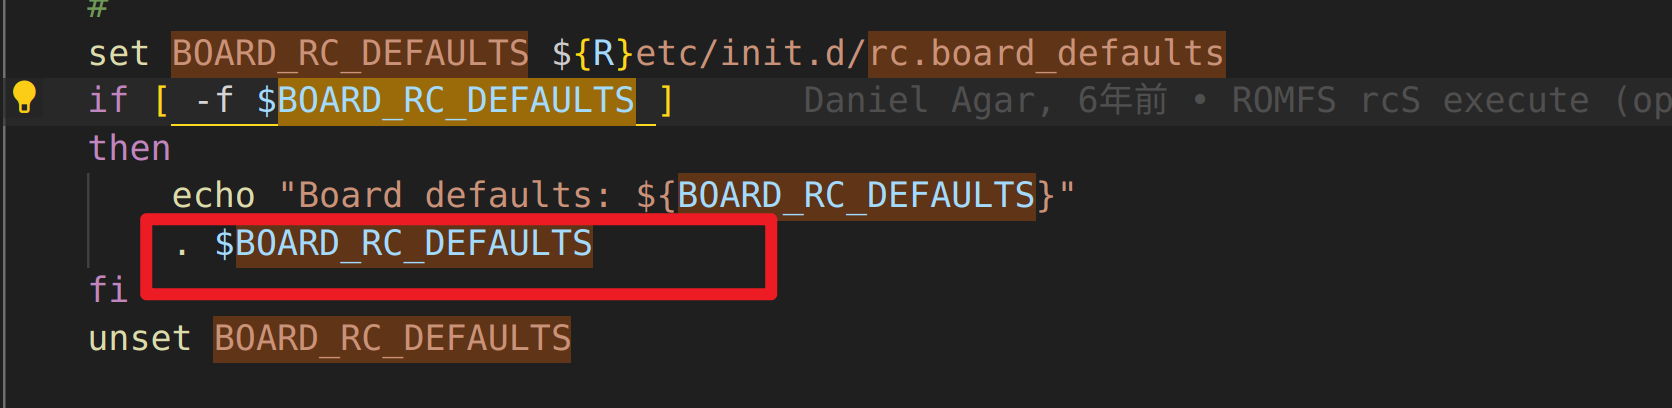 #
set BOARD_RC_DEFAULTS ${R}etc/init.d/rc.board_defaults
if [ -f $BOARD_RC_DEFAULTS ] Daniel Agar, 6年前 • ROMFS rcS execute (op
then
echo "Board defaults: ${BOARD_RC_DEFAULTS}"
. $BOARD_RC_DEFAULTS
fi
unset BOARD_RC_DEFAULTS